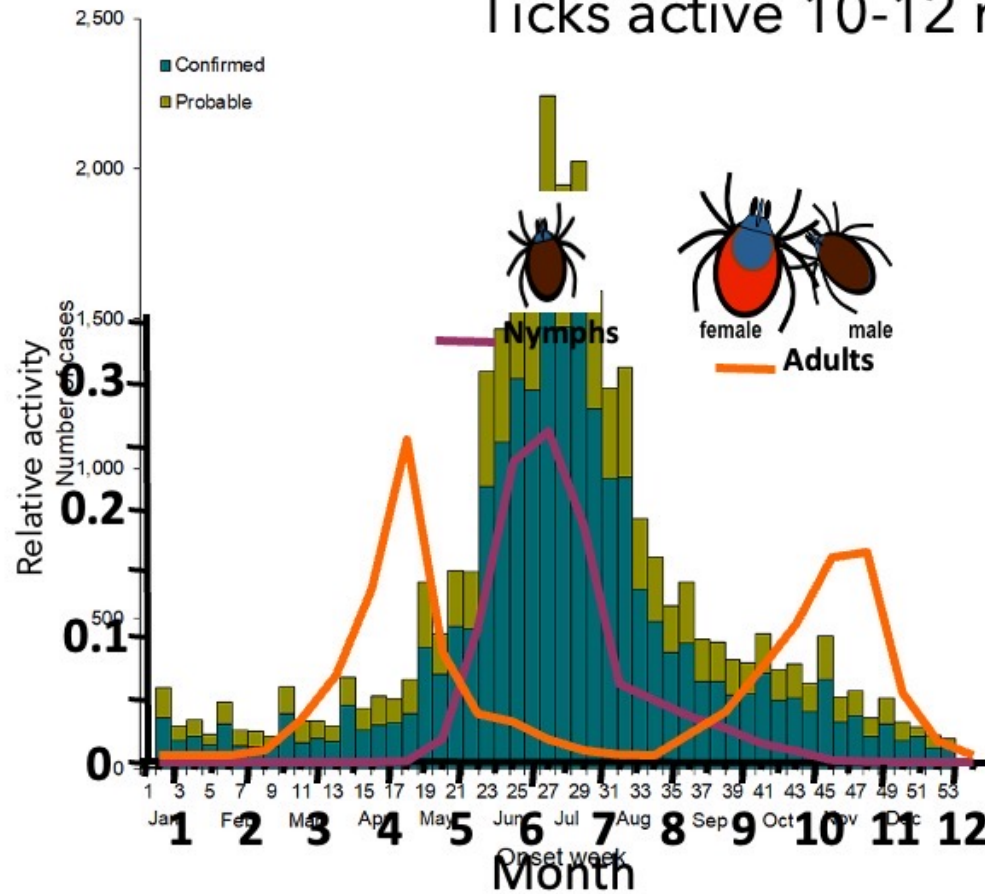 Ticks active 10-12
2,500
Confirmed
Probable
2,000
female male
1,500
Nymphs
Adults
Relative activity
Number of cases
0.3
1,000
0.2
500
0.1
0
0
1 3 5 7 9 11 13 15 17 19 21 23 25 27 29 31 33 35 37 39 41 43 45 47 49 51 53
Jan Feb Mar Apr May Jun Jul Aug Sep Oct Nov Dec
1 2 3 4 5 6 7 8 9 10 11 12
Onset week
Month